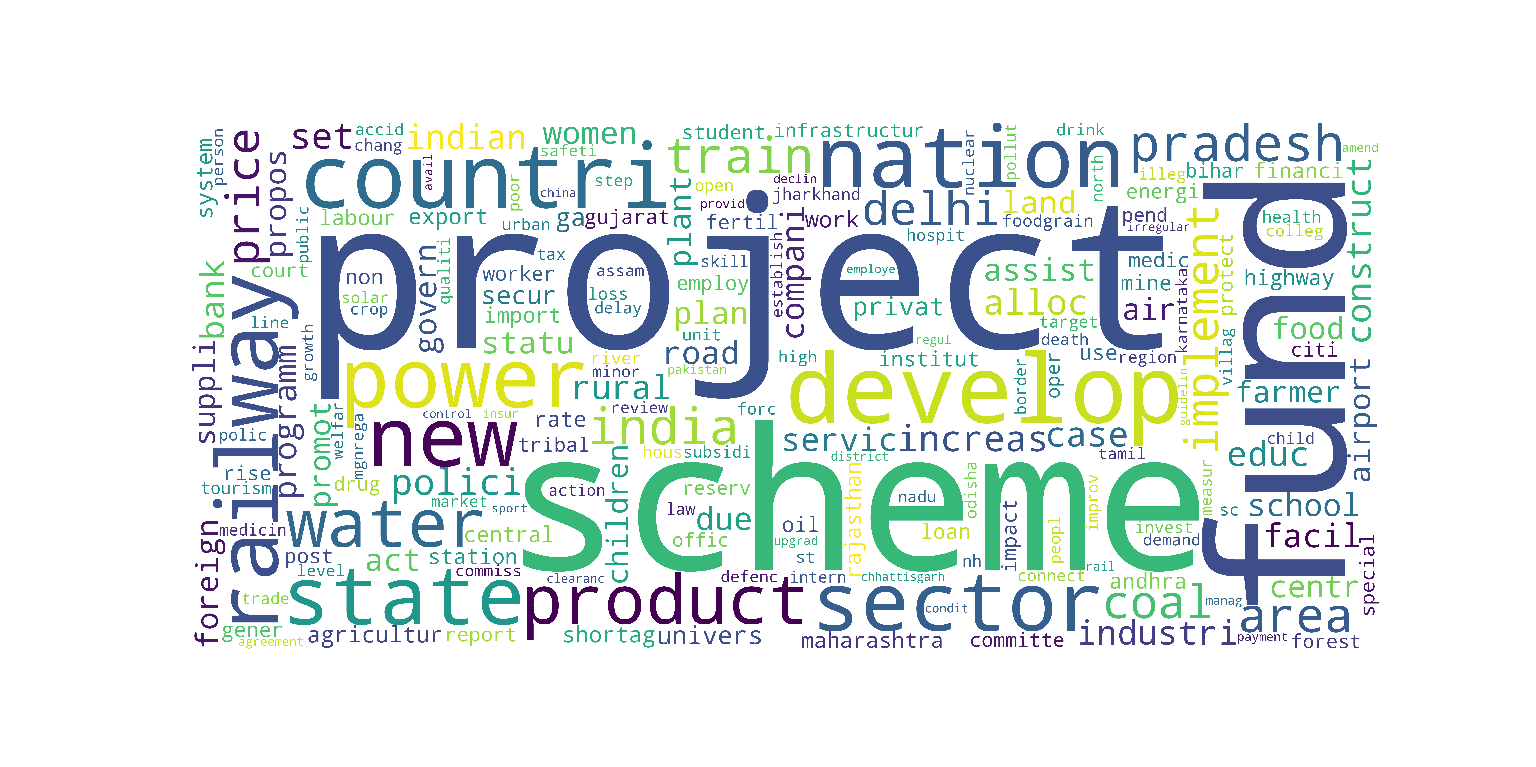 project
scheme
fund
develop
nation
countri
railway
power
new
state
product
sector
water
india
train
delhi
pradesh
price
set
accid
chang
indian
women
safeti
student
infrastructur
drink
amend
system
person
propos
public
labour
export
avail
poor
step
china
urban
ga
gujarat
plant
open
provid
declin
jharkhand
fertil
work
compani
land
foodgrain
nuclear
pollut
north
illeg
bihar
financi
energi
pend
irregular
health
colleg
construct
bank
court
non
solar
crop
govern
qualiti
tax
worker
secur
import
statu
assam
loss
delay
skill
employ
plan
establish
employe
hospit
privat
assist
alloc
target
death
medic
mine
air
use
region
karnataka
implement
protect
highway
food
citi
farmer
airport
suppli
line
growth
programm
river
minor
rural
road
unit
pakistan
high
regul
institut
border
oper
villag
guidelin
polic
rise
tourism
promot
welfar
mgnrega
control
insur
rate
review
tribal
forc
hous
subsidi
servic
increas
case
district
tamil
measur
educ
child
school
drug
polici
market
sport
action
children
reserv
law
due
offic
central
oil
upgrad
st
rajasthan
nadu
loan
odisha
impact
peopl
improv
invest
demand
sc
facil
special
foreign
medicin
post
level
act
station
commiss
clearanc
defenc
intern
chhattisgarh
nh
connect
rail
andhra
coal
manag
centr
area
trade
gener
agreement
agricultur
report
shortag
univers
maharashtra
condit
committe
industri
payment
forest